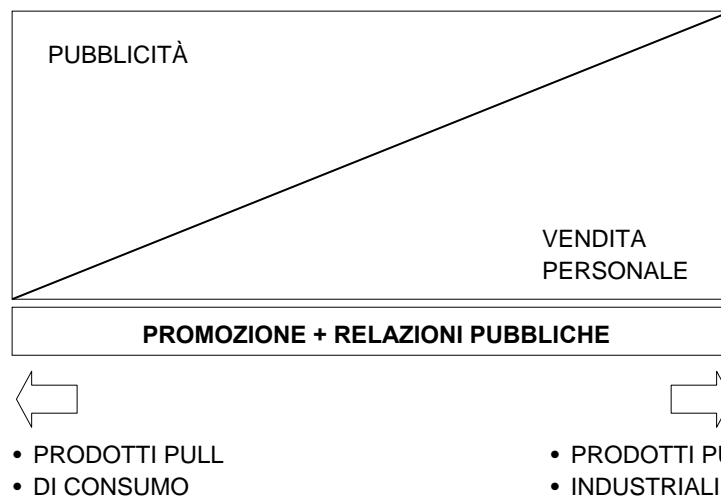 PUBBLICITÀ
VENDITA
PERSONALE
PROMOZIONE + RELAZIONI PUBBLICHE
• PRODOTTI PULL
• DI CONSUMO
• PRODOTTI
• INDUSTRIALI